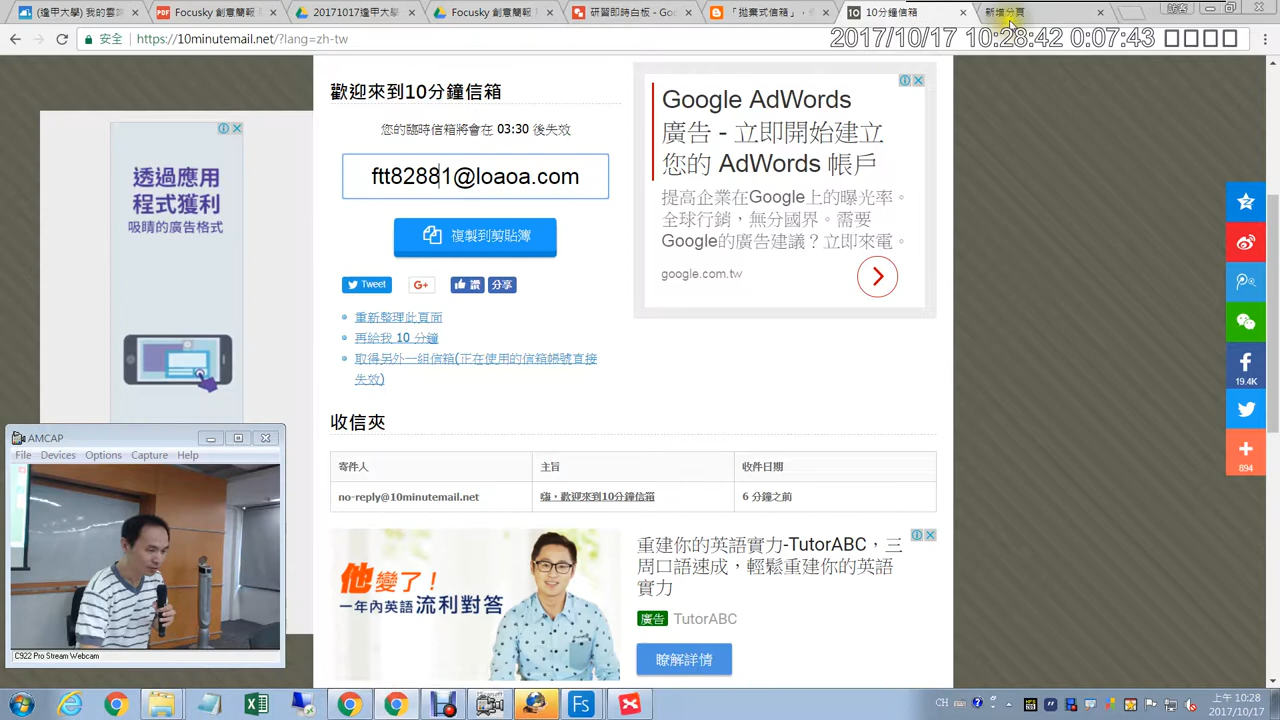 (逢甲大學) 我的雲端
Focusky 創意簡報
20171017逢甲大學
Focusky 創意簡報
研習即時白板 - Goo
「拋棄式信箱」，
10分鐘信箱
新增分頁
訪客
安全
https://10minutemail.net/?lang=zh-tw
2017/10/17 10:28:42 0:07:43
歡迎來到10分鐘信箱
您的臨時信箱將會在 03:30 後失效
ftt82881@loaoa.com
複製到剪貼簿
Tweet
G+
讚
分享
重新整理此頁面
再給我 10 分鐘
取得另外一組信箱(正在使用的信箱帳號直接
失效)
透過應用
程式獲利
吸睛的廣告格式
Google AdWords
廣告 - 立即開始建立
您的 AdWords 帳戶
提高企業在Google上的曝光率。
全球行銷，無分國界。需要
Google的廣告建議？立即來電。
google.com.tw
19.4K
894
收信夾
寄件人
主旨
收件日期
no-reply@10minutemail.net
嗨，歡迎來到10分鐘信箱
6 分鐘之前
AMCAP
File
Devices
Options
Capture
Help
C922 Pro Stream Webcam
他變了！
一年內英語流利對答
重建你的英語實力-TutorABC，三
周口語速成，輕鬆重建你的英語
實力
廣告
TutorABC
瞭解詳情
Fs
CH
上午 10:28
2017/10/17